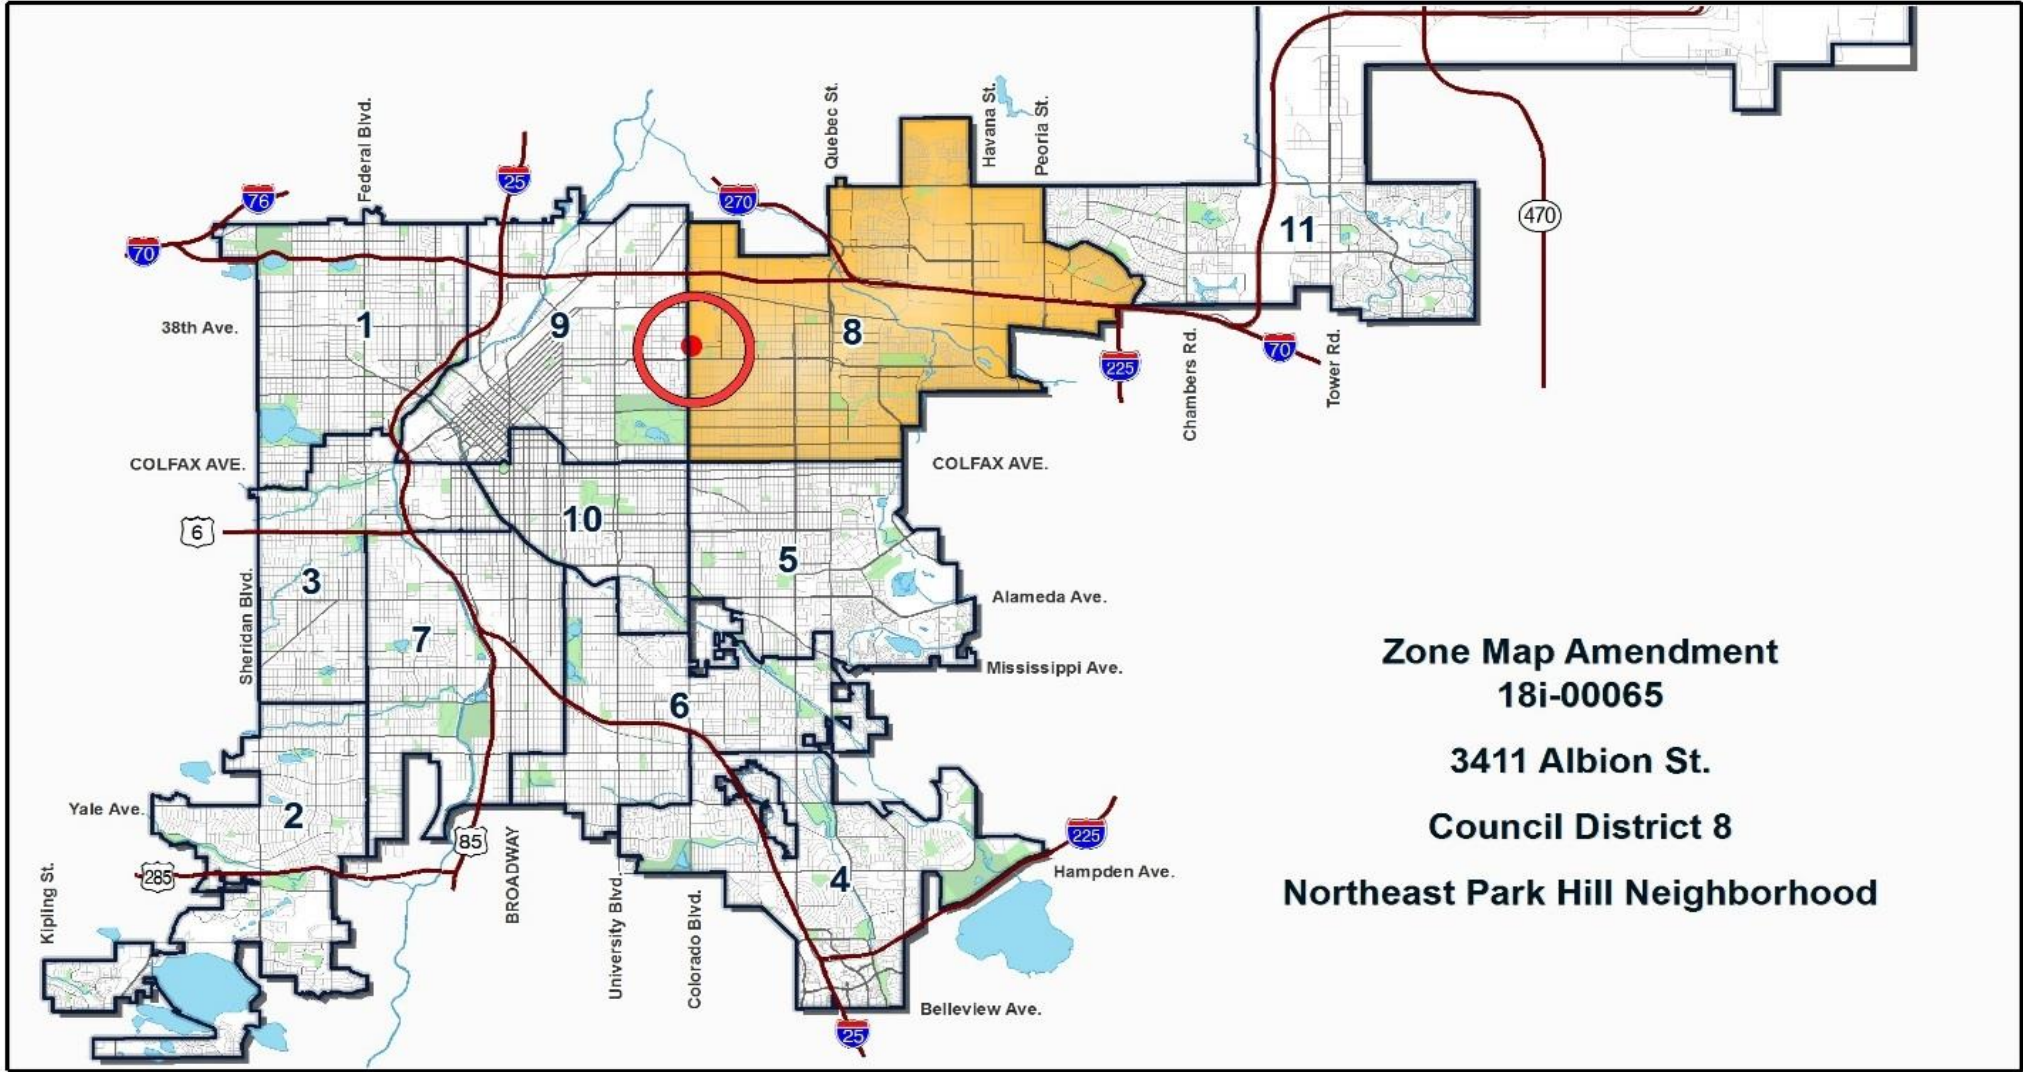 Federal Blvd.
Quebec St.
Havana St.
Peoria St.
76
25
270
70
470
11
38th Ave.
1
9
8
225
Chambers Rd.
70
Tower Rd.
COLFAX AVE.
COLFAX AVE.
6
10
5
3
Sheridan Blvd.
7
Alameda Ave.
Mississippi Ave.
6
Zone Map Amendment
18i-00065
3411 Albion St.
Council District 8
Northeast Park Hill Neighborhood
Yale Ave.
2
85
225
285
4
Hampden Ave.
Kipling St.
BROADWAY
University Blvd.
Colorado Blvd.
Belleview Ave.
25